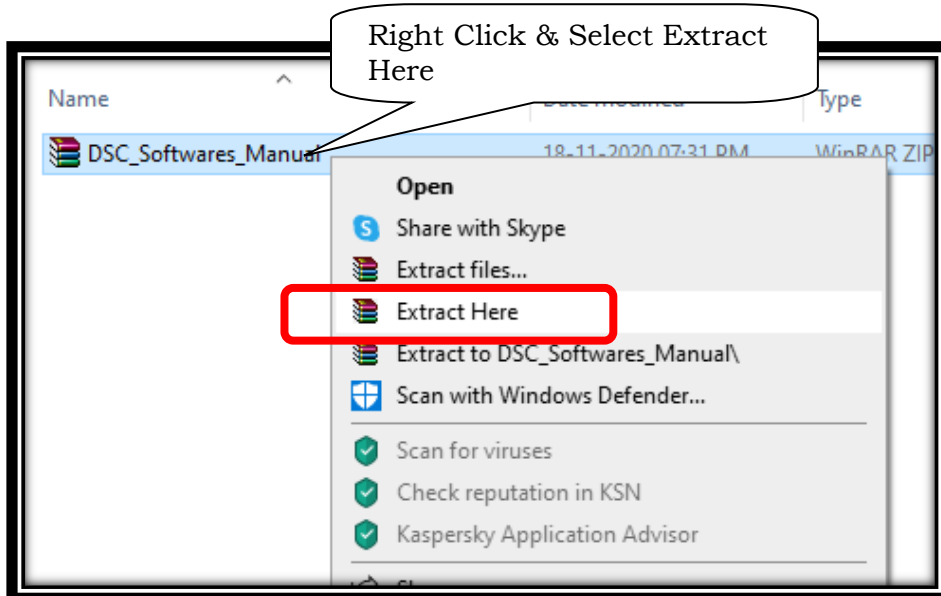 Right Click & Select Extract
Here
Name
Type
DSC_Softwares_Manual
18-11-2020 07:31 PM
WinRAR ZIP
Open
Share with Skype
Extract files...
Extract Here
Extract to DSC_Softwares_Manual\
Scan with Windows Defender...
Scan for viruses
Check reputation in KSN
Kaspersky Application Advisor